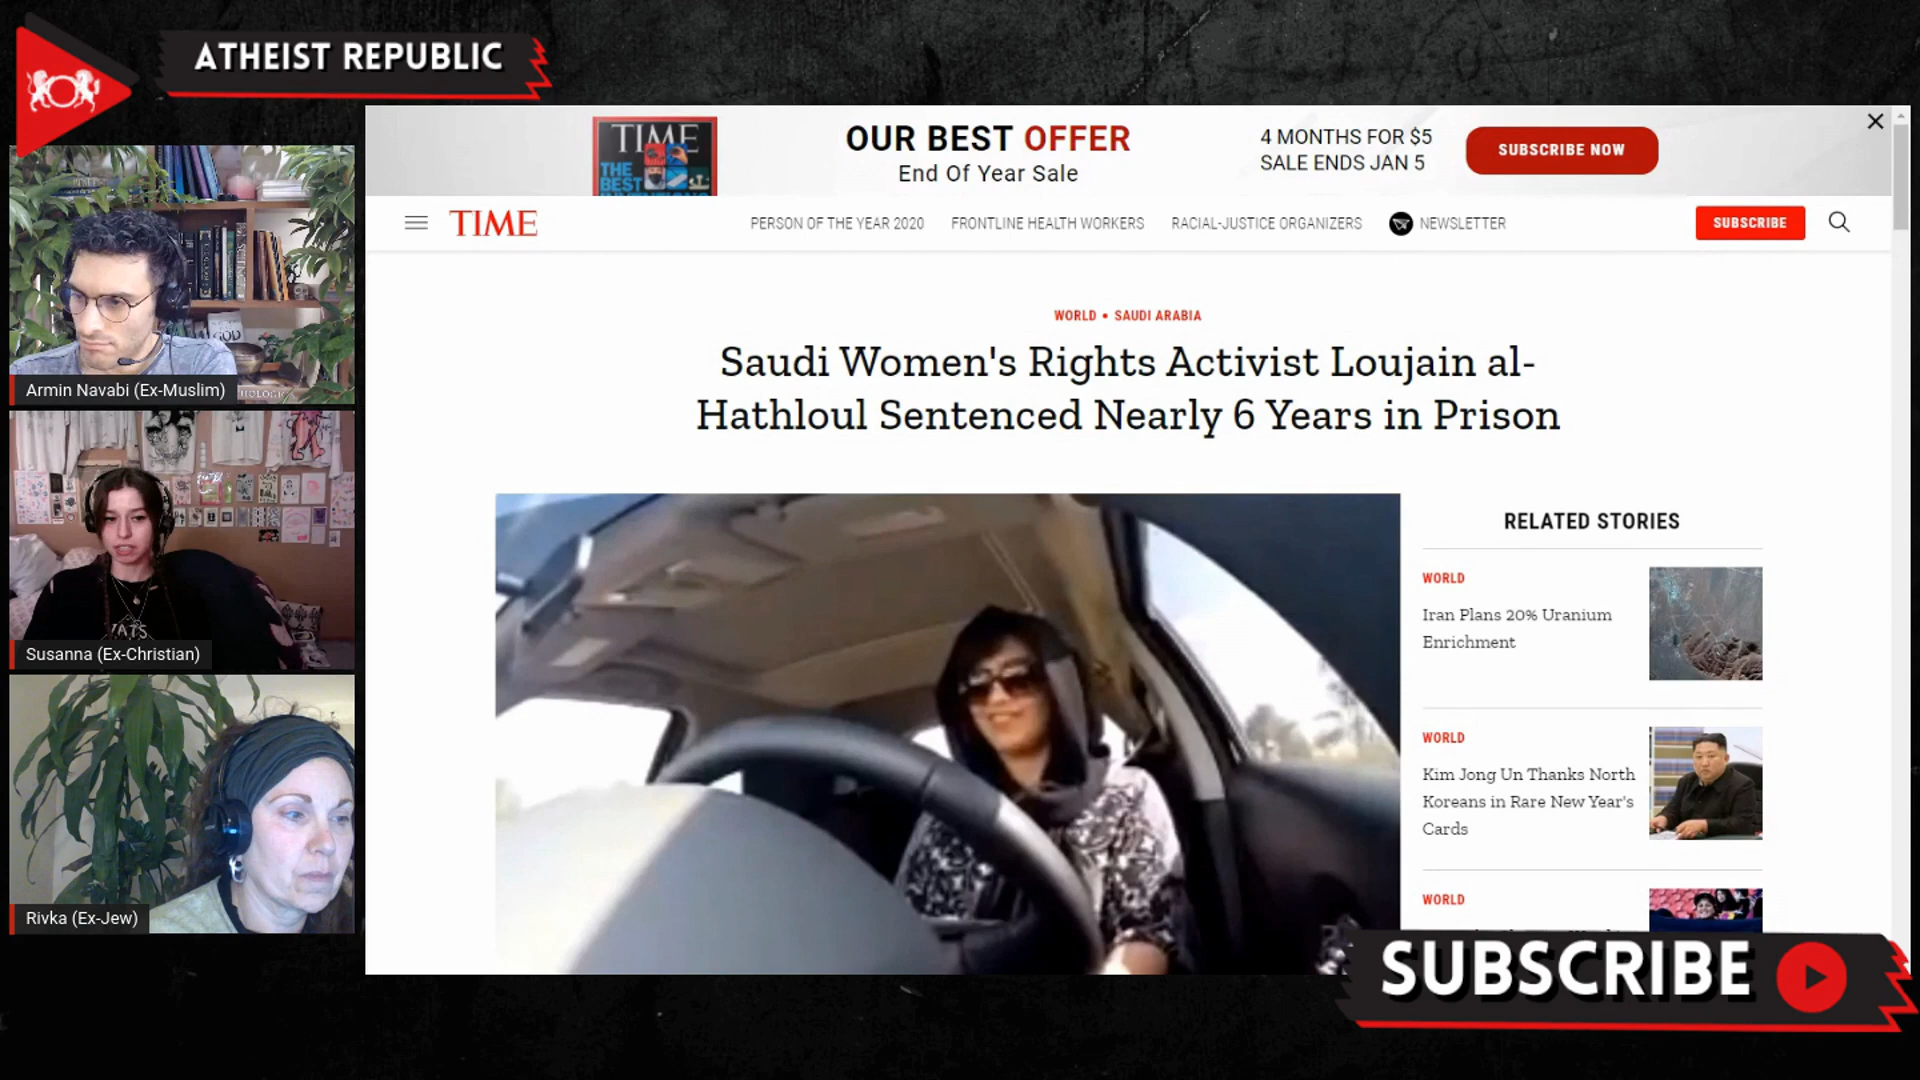 ATHEIST REPUBLIC
Armin Navabi (Ex-Muslim)
Susanna (Ex-Christian)
Rivka (Ex-Jew)
GOD
TIME
THE
BEST
OUR BEST OFFER
End Of Year Sale
4 MONTHS FOR $5
SALE ENDS JAN 5
SUBSCRIBE NOW
TIME
PERSON OF THE YEAR 2020
FRONTLINE HEALTH WORKERS
RACIAL-JUSTICE ORGANIZERS
NEWSLETTER
SUBSCRIBE
WORLD • SAUDI ARABIA
Saudi Women's Rights Activist Loujain al-
Hathloul Sentenced Nearly 6 Years in Prison
RELATED STORIES
WORLD
Iran Plans 20% Uranium
Enrichment
WORLD
Kim Jong Un Thanks North
Koreans in Rare New Year's
Cards
WORLD
SUBSCRIBE